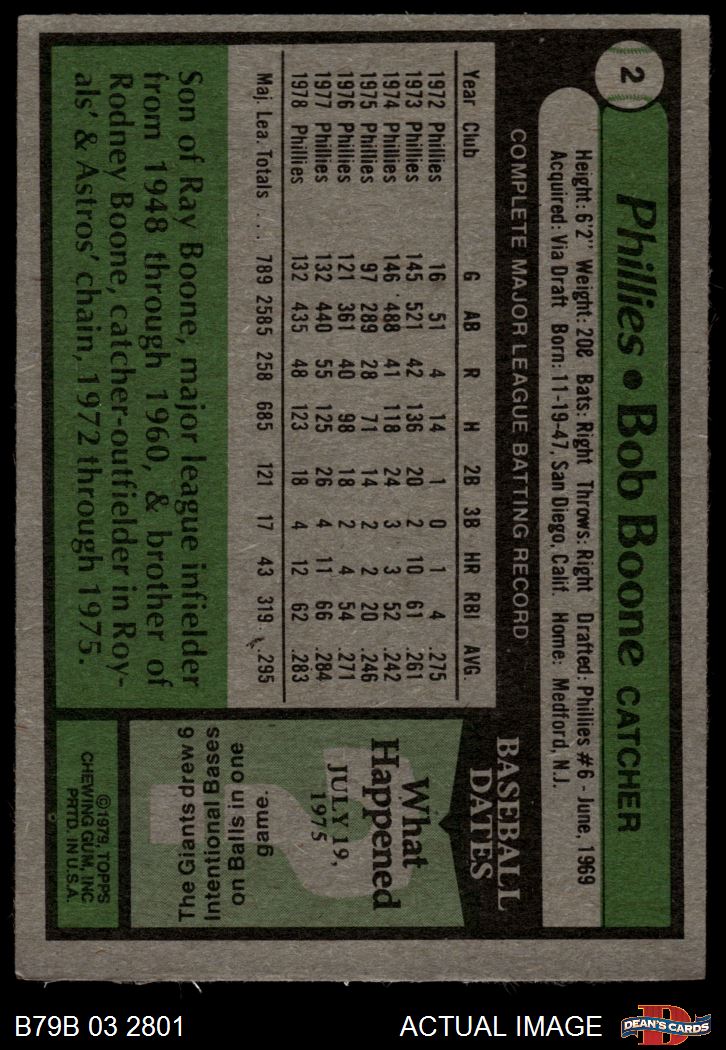 2
Phillies • Bob Boone CATCHER
Height: 6'2" Weight: 208 Bats: Right Throws: Right Drafted: Phillies #6 - June, 1969
Acquired: Via Draft Born: 11-19-47, San Diego, Calif. Home: Medford, N.J.
COMPLETE MAJOR LEAGUE BATTING RECORD
Year Club G AB R H 2B 3B HR RBI AVG.
1972 Phillies 16 51 4 14 1 0 1 4 .275
1973 Phillies 145 521 42 136 20 2 10 61 .261
1974 Phillies 146 488 41 118 24 3 3 52 .242
1975 Phillies 97 289 28 71 14 2 2 20 .246
1976 Phillies 121 361 40 98 18 2 4 54 .271
1977 Phillies 132 440 55 125 26 4 11 66 .284
1978 Phillies 132 435 48 123 18 4 12 62 .283
Maj. Lea. Totals . . . 789 2585 258 685 121 17 43 319 .295
Son of Ray Boone, major league infielder
from 1948 through 1960, & brother of
Rodney Boone, catcher-outfielder in Roy-
als' & Astros' chain, 1972 through 1975.
BASEBALL
DATES
What
Happened
JULY 19,
1975
The Giants drew 6
Intentional Bases
on Balls in one
game.
©1979, TOPPS
CHEWING GUM, INC
PRTD. IN U.S.A.
B79B 03 2801 ACTUAL IMAGE
D
DEAN'S CARDS